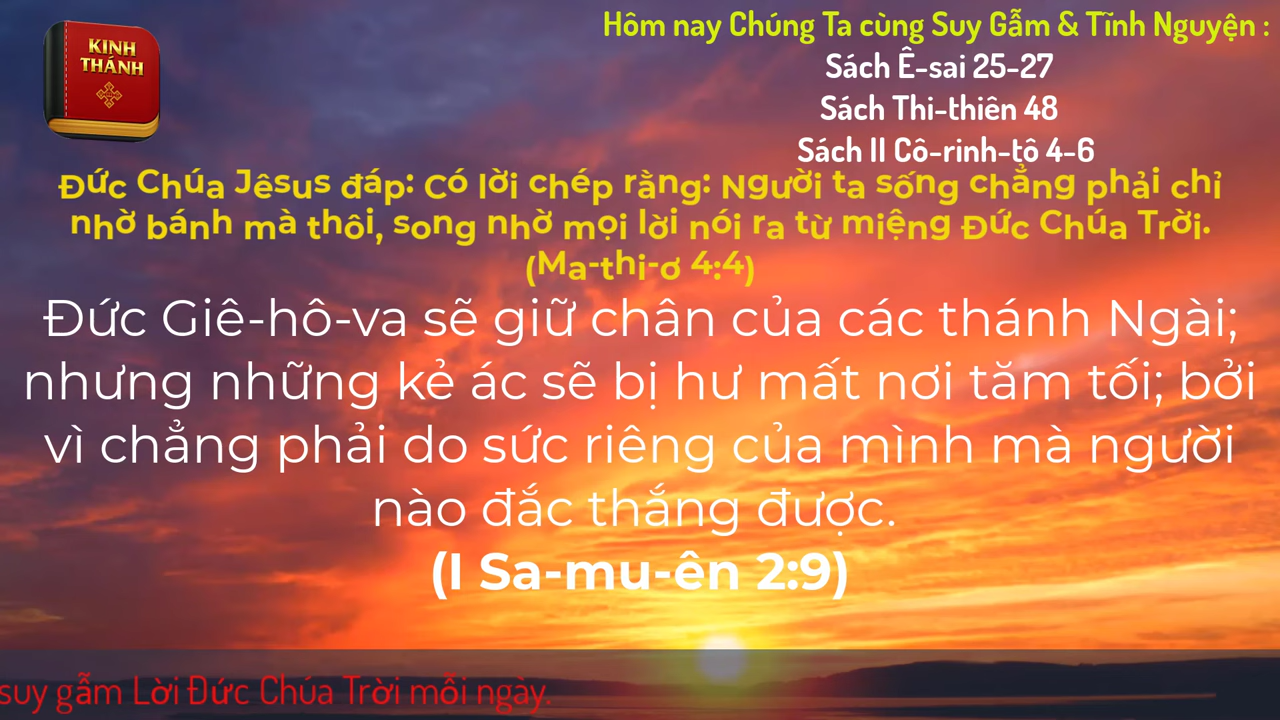 KINH
THÁNH
Hôm nay Chúng Ta cùng Suy Gẫm & Tĩnh Nguyện :
Sách Ê-sai 25-27
Sách Thi-thiên 48
Sách II Cô-rinh-tô 4-6
Đức Chúa Jêsus đáp: Có lời chép rằng: Người ta sống chẳng phải chỉ
nhờ bánh mà thôi, song nhờ mọi lời nói ra từ miệng Đức Chúa Trời.
(Ma-thi-ơ 4:4)
Đức Giê-hô-va sẽ giữ chân của các thánh Ngài;
nhưng những kẻ ác sẽ bị hư mất nơi tăm tối; bởi
vì chẳng phải do sức riêng của mình mà người
nào đắc thắng được.
(I Sa-mu-ên 2:9)
suy gẫm Lời Đức Chúa Trời mỗi ngày.